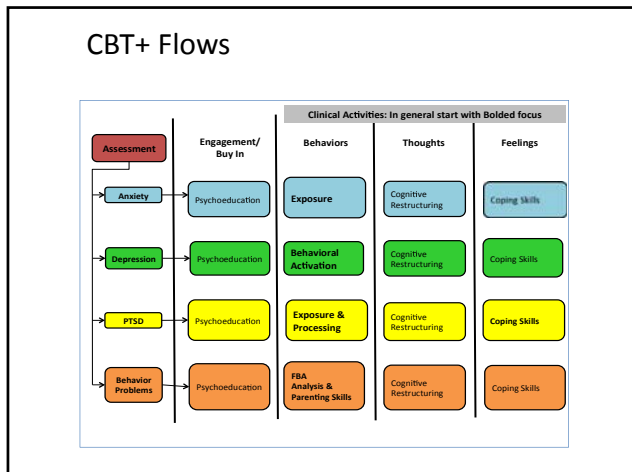 CBT+ Flows
Clinical Activities: In general start with Bolded focus
Assessment
Engagement/
Buy In
Behaviors
Thoughts
Feelings
Anxiety
Psychoeducation
Exposure
Cognitive
Restructuring
Coping Skills
Depression
Psychoeducation
Behavioral
Activation
Cognitive
Restructuring
Coping Skills
PTSD
Psychoeducation
Exposure &
Processing
Cognitive
Restructuring
Coping Skills
Behavior
Problems
Psychoeducation
FBA
Analysis &
Parenting Skills
Cognitive
Restructuring
Coping Skills